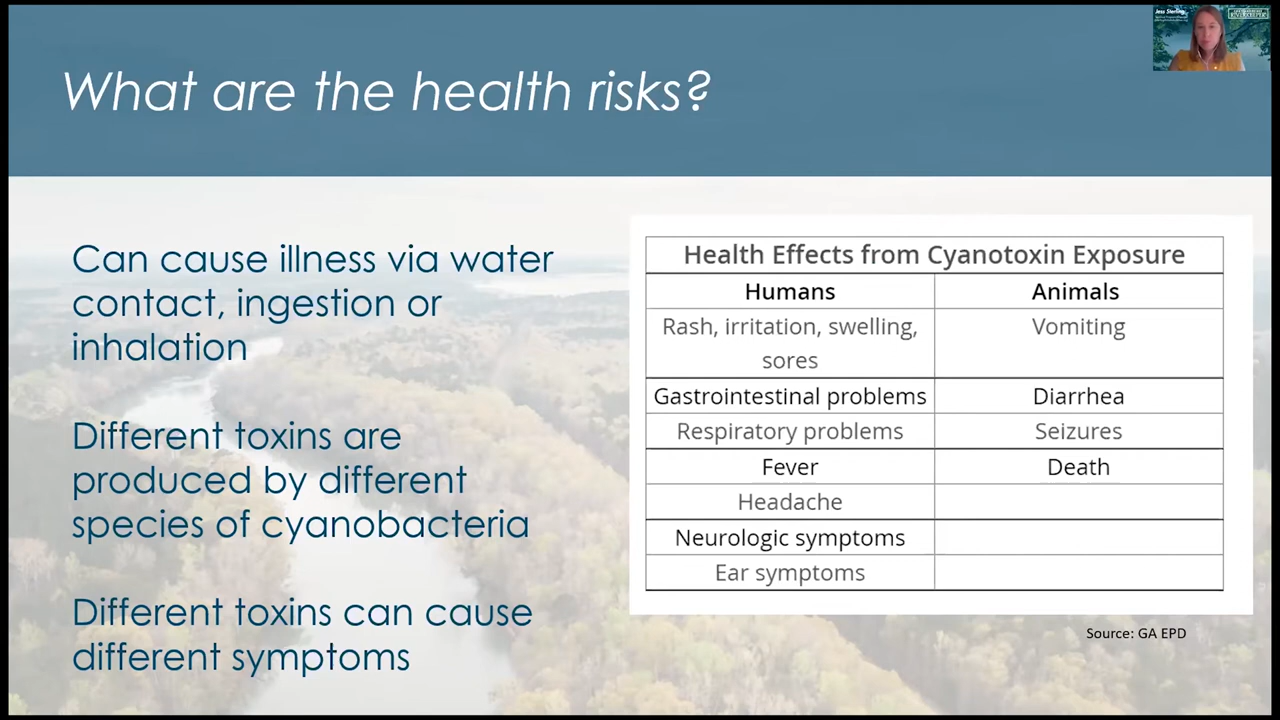 Jess Sterling
What are the health risks?
Can cause illness via water
contact, ingestion or
inhalation
Different toxins are
produced by different
species of cyanobacteria
Different toxins can cause
different symptoms
Health Effects from Cyanotoxin Exposure
Humans Animals
Rash, irritation, swelling, Vomiting
sores
Gastrointestinal problems Diarrhea
Respiratory problems Seizures
Fever Death
Headache
Neurologic symptoms
Ear symptoms
Source: GA EPD